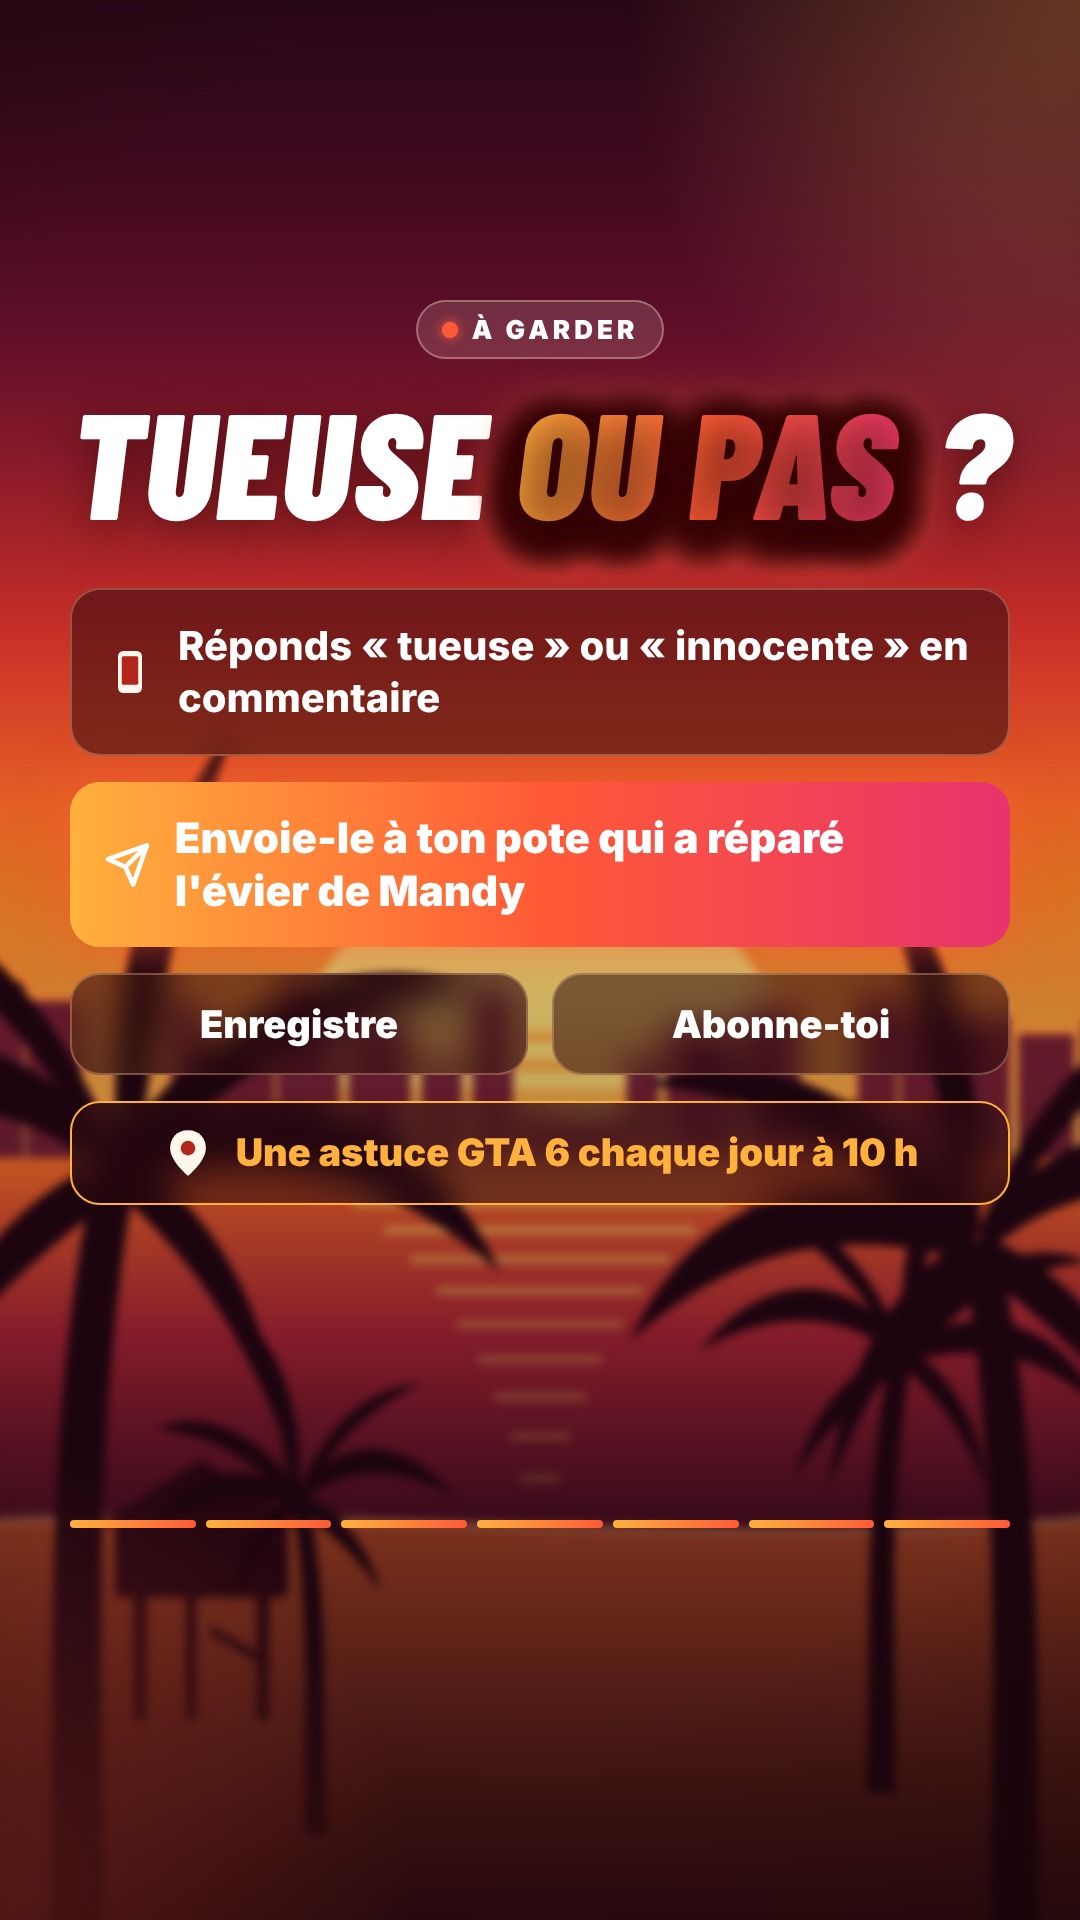 À GARDER
TUEUSE OU PAS ?
Réponds « tueuse » ou « innocente » en
commentaire
Envoie-le à ton pote qui a réparé
l'évier de Mandy
Enregistre
Abonne-toi
Une astuce GTA 6 chaque jour à 10 h